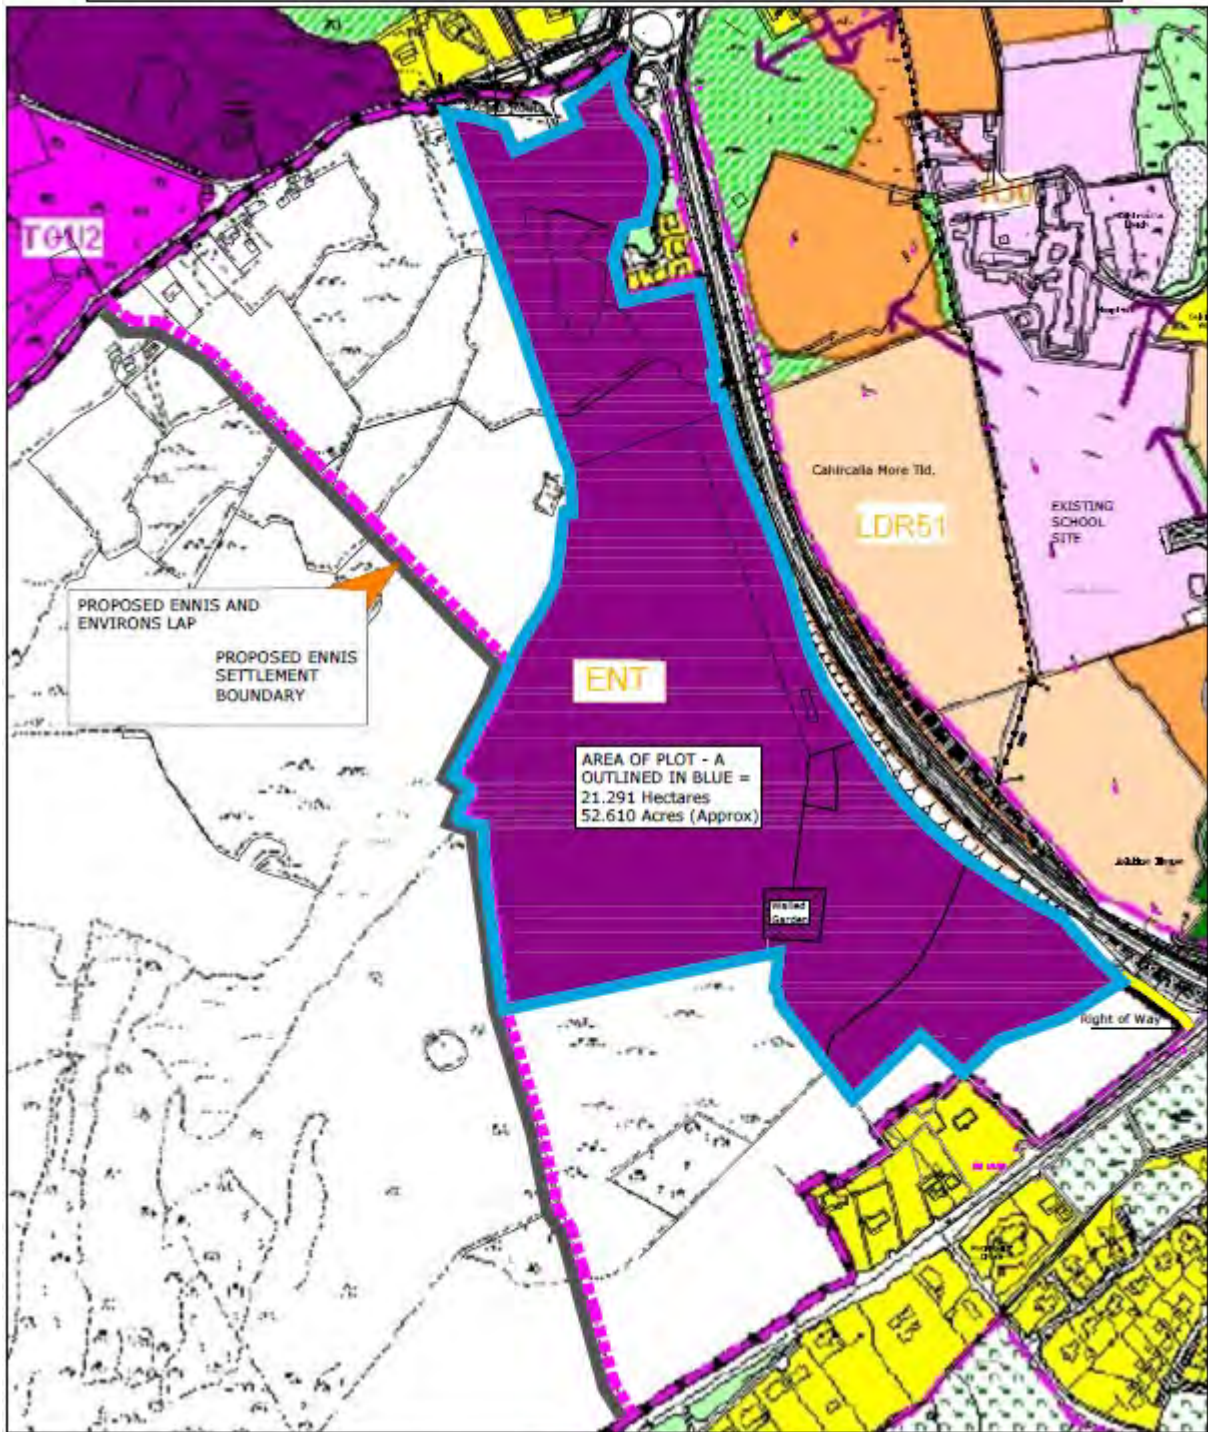 TOU2
Cahircalla More Tld.
LDR51
EXISTING
SCHOOL
SITE
PROPOSED ENNIS AND
ENVIRONS LAP
PROPOSED ENNIS
SETTLEMENT
BOUNDARY
ENT
AREA OF PLOT - A
OUTLINED IN BLUE =
21.291 Hectares
52.610 Acres (Approx)
Walled
Garden
Right of Way